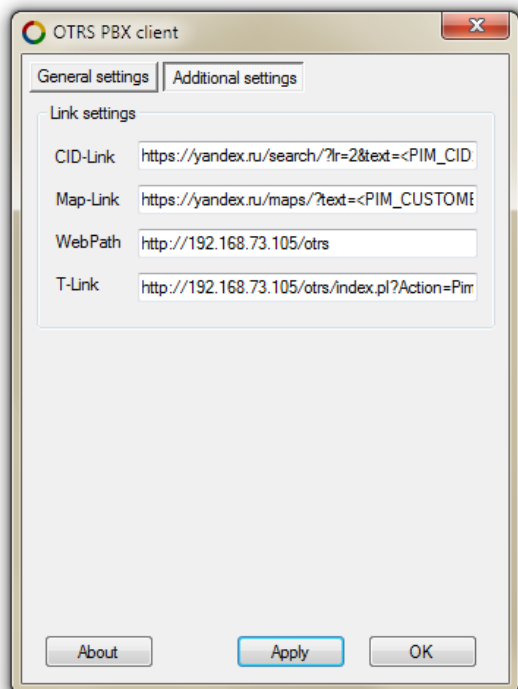 OTRS PBX client
General settings Additional settings
Link settings
CID-Link https://yandex.ru/search/?lr=2&text=<PIM_CID
Map-Link https://yandex.ru/maps/?text=<PIM_CUSTOME
WebPath http://192.168.73.105/otrs
T-Link http://192.168.73.105/otrs/index.pl?Action=Pim
About Apply OK